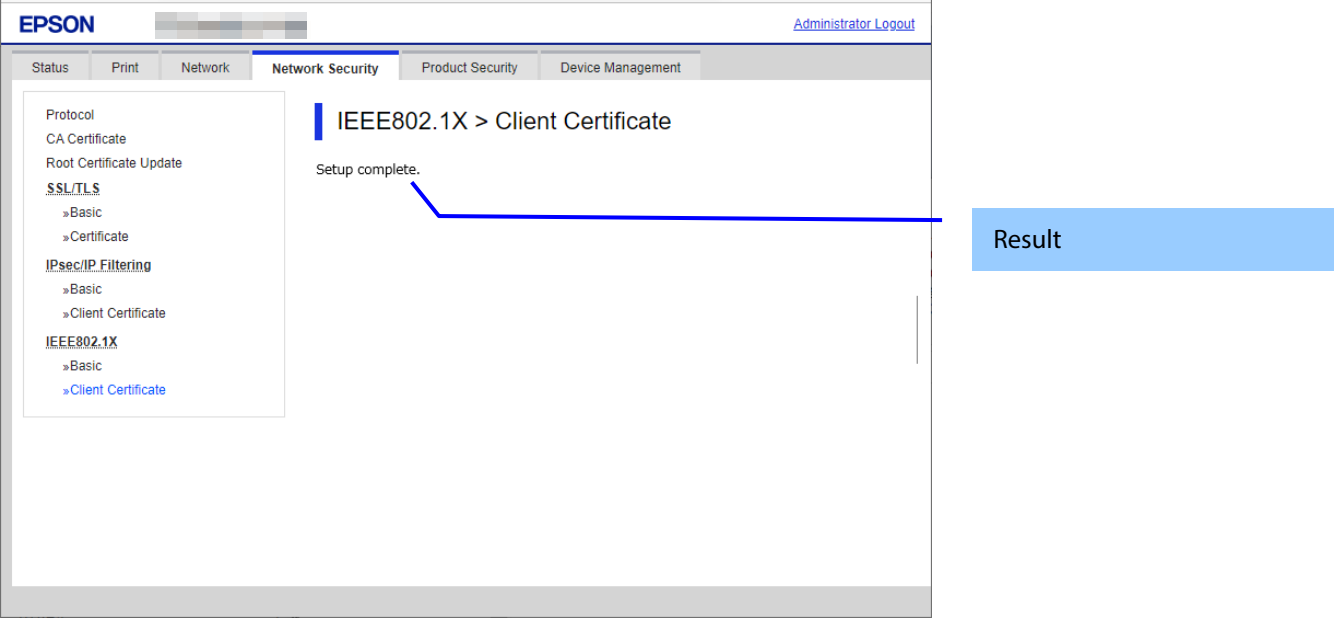 EPSON
Administrator Logout
Status Print Network Network Security Product Security Device Management
Protocol
CA Certificate
Root Certificate Update
SSL/TLS
»Basic
»Certificate
IPsec/IP Filtering
»Basic
»Client Certificate
IEEE802.1X
»Basic
»Client Certificate
IEEE802.1X > Client Certificate
Setup complete.
Result